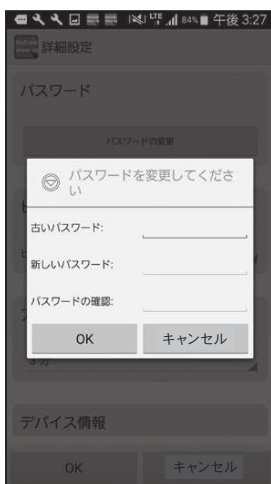 84% 午後 3:27
詳細設定
パスワード
パスワードの変更
パスワードを変更してくださ
い
古いパスワード:
新しいパスワード:
パスワードの確認:
OK キャンセル
3 分
デバイス情報
OK キャンセル